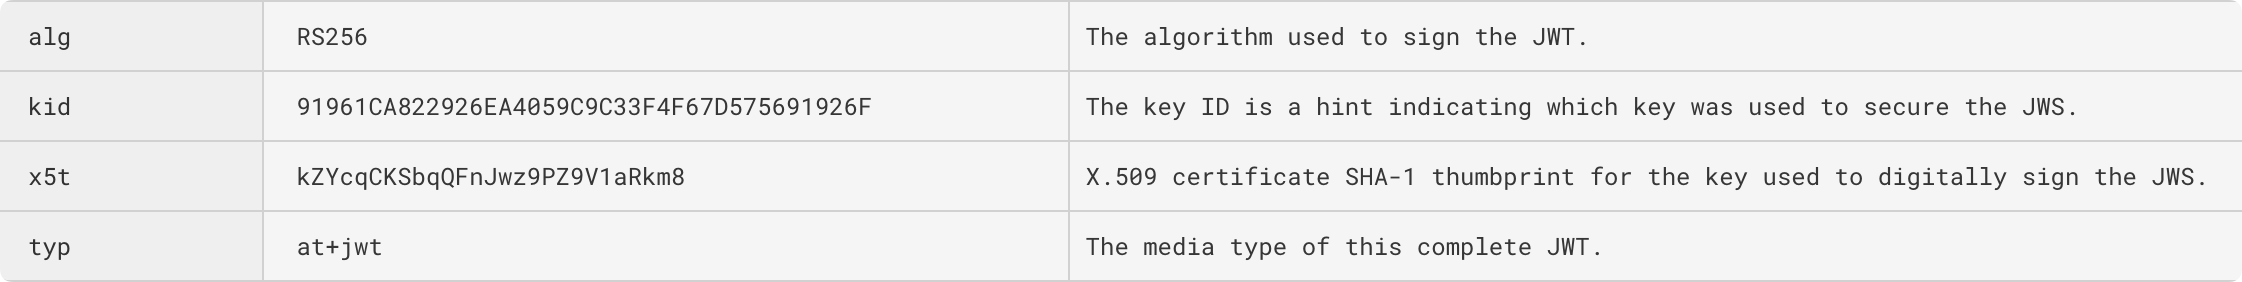 alg RS256 The algorithm used to sign the JWT.
kid 91961CA822926EA4059C9C33F4F67D575691926F The key ID is a hint indicating which key was used to secure the JWS.
x5t kZYcqCKSbqQFnJwz9PZ9V1aRkm8 X.509 certificate SHA-1 thumbprint for the key used to digitally sign the JWS.
typ at+jwt The media type of this complete JWT.